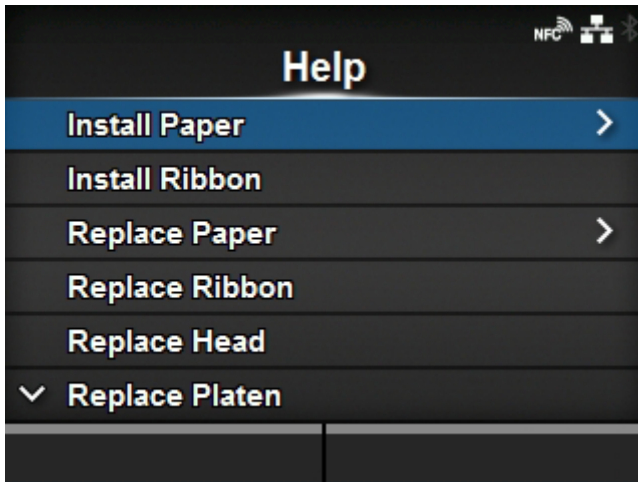 NFC
Help
Install Paper
Install Ribbon
Replace Paper
Replace Ribbon
Replace Head
Replace Platen